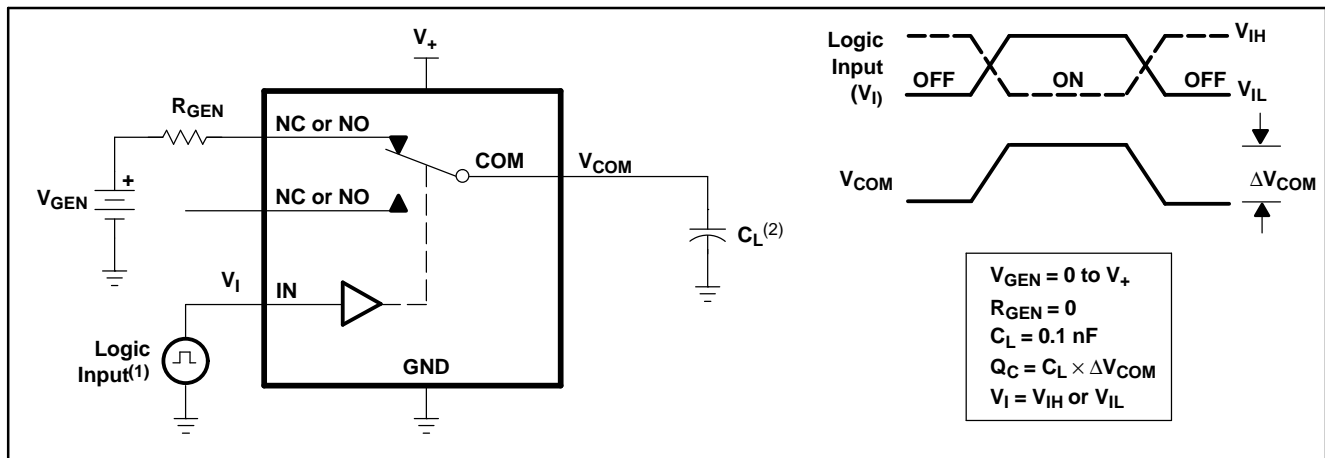 V+
RGEN
NC or NO
COM
VCOM
VGEN
+
NC or NO
CL(2)
VI
IN
Logic
Input(1)
GND
Logic
Input
(VI)
VIH
OFF
ON
OFF
VIL
VCOM
ΔVCOM
VGEN = 0 to V+
RGEN = 0
CL = 0.1 nF
QC = CL × ΔVCOM
VI = VIH or VIL